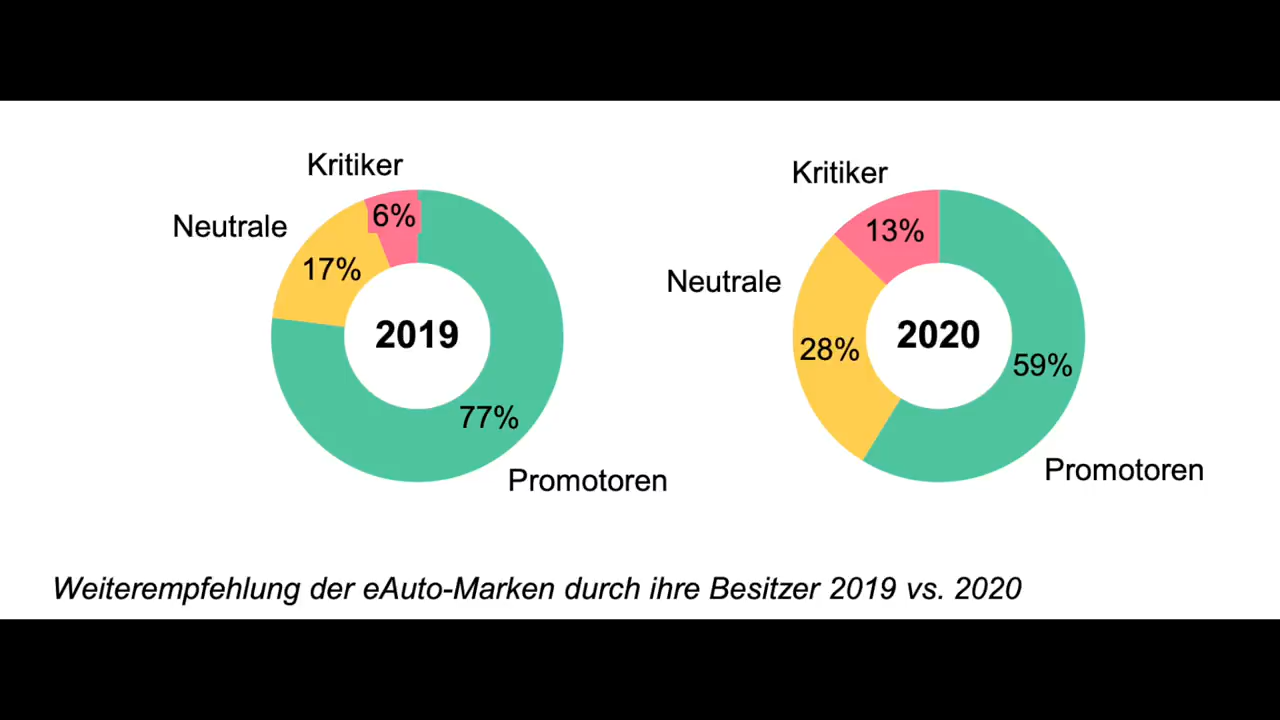 Kritiker
6%
Neutrale
17%
2019
77%
Promotoren
Kritiker
13%
Neutrale
28%
2020
59%
Promotoren
Weiterempfehlung der eAuto-Marken durch ihre Besitzer 2019 vs. 2020